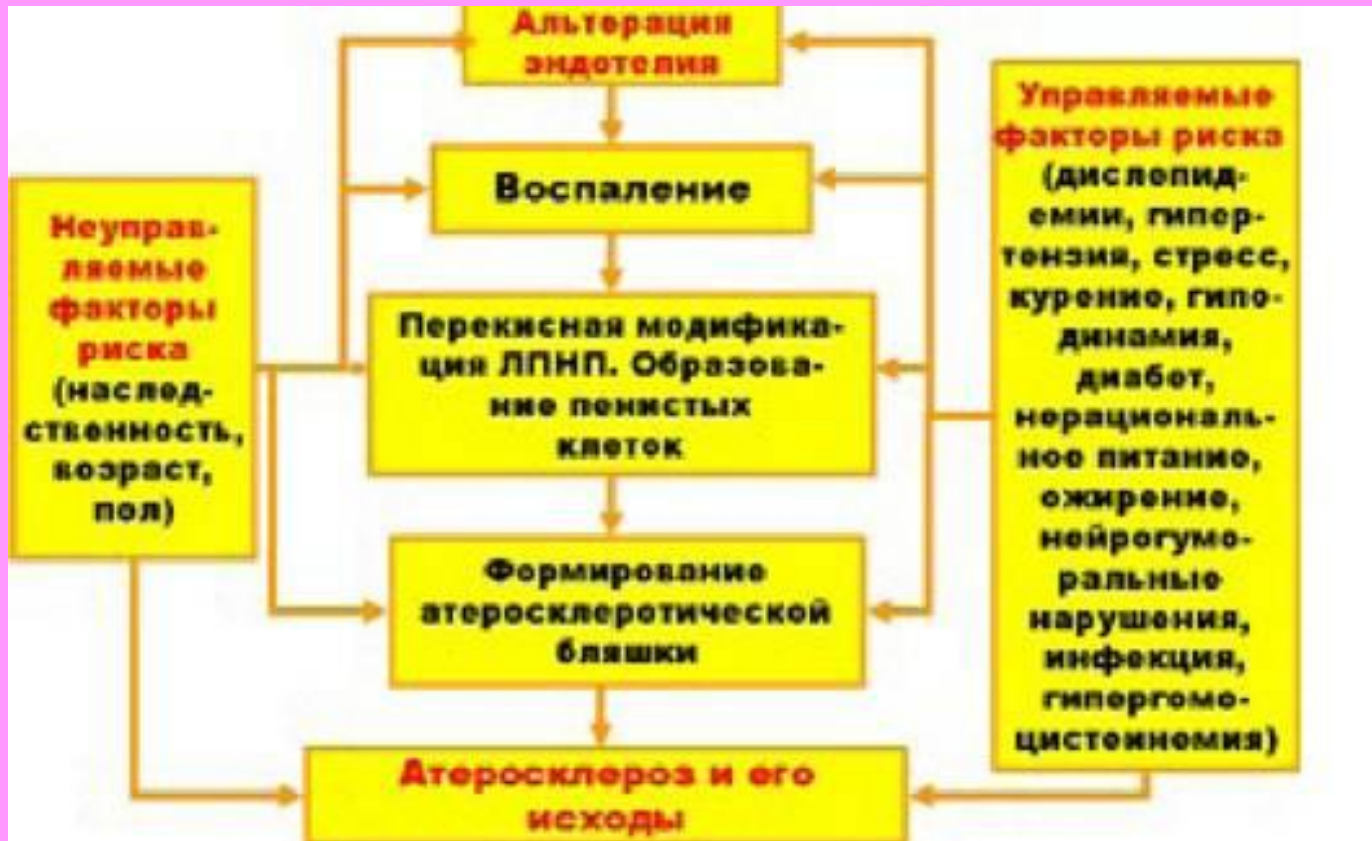 Альтерация
эндотелия
Воспаление
Перекисная модифика-
ция ЛПНП. Образова-
ние пенистых
клеток
Формирование
атеросклеротической
бляшки
Атеросклероз и его
исходы
Неуправ-
ляемые
факторы
риска
(наслед-
ственность,
возраст,
пол)
Управляемые
факторы риска
(дислепид-
емии, гипер-
тензия, стресс,
курение, гипо-
динамия,
диабет,
нерациональ-
ное питание,
ожирение,
нейрогумо-
ральные
нарушения,
инфекция,
гипергомо-
цистеинемия)